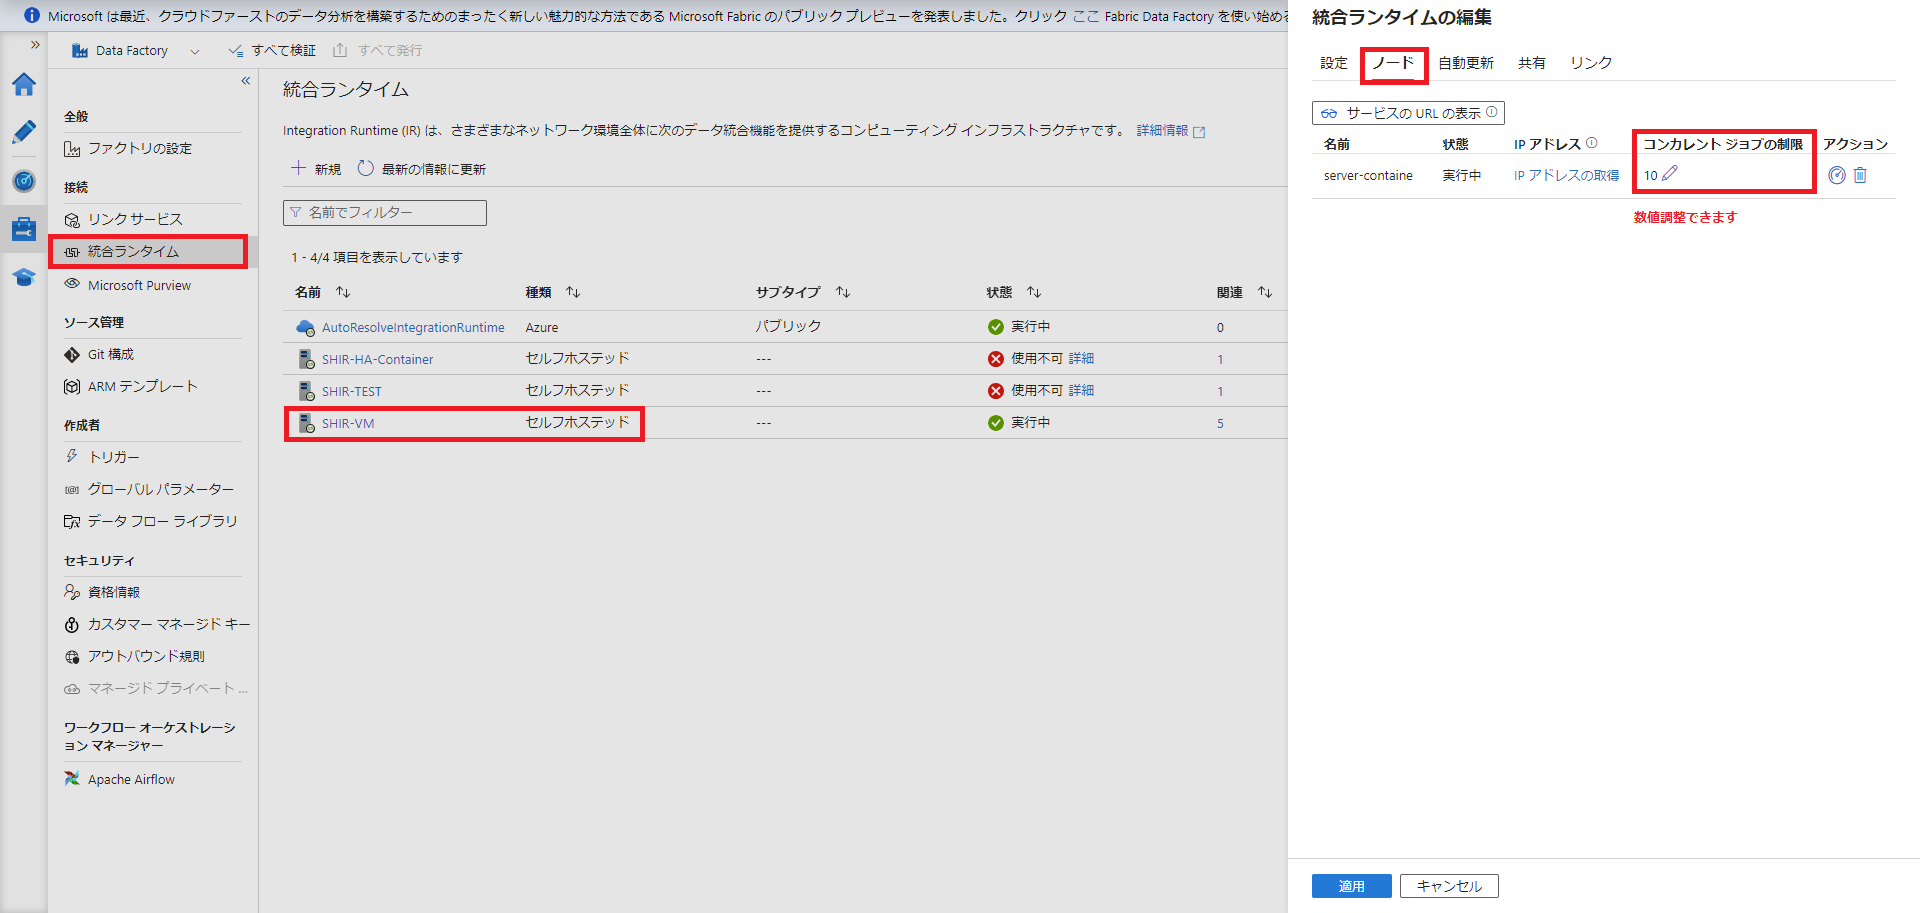 Microsoft は最近、クラウドファーストのデータ分析を構築するためのまったく新しい魅力的な方法である Microsoft Fabric のパブリック プレビューを発表しました。クリック ここ Fabric Data Factory を使い始める
Data Factory
すべて検証
すべて発行
全般
ファクトリの設定
接続
リンク サービス
統合ランタイム
Microsoft Purview
ソース管理
Git 構成
ARM テンプレート
作成者
トリガー
グローバル パラメーター
データ フロー ライブラリ
セキュリティ
資格情報
カスタマー マネージド キー
アウトバウンド規則
マネージド プライベート ...
ワークフロー オーケストレーシ
ョン マネージャー
Apache Airflow
統合ランタイム
Integration Runtime (IR) は、さまざまなネットワーク環境全体に次のデータ統合機能を提供するコンピューティング インフラストラクチャです。 詳細情報
新規
最新の情報に更新
名前でフィルター
1 - 4/4 項目を表示しています
名前 種類 サブタイプ 状態 関連
AutoResolveIntegrationRuntime Azure パブリック 実行中 0
SHIR-HA-Container セルフホステッド --- 使用不可 詳細 1
SHIR-TEST セルフホステッド --- 使用不可 詳細 1
SHIR-VM セルフホステッド --- 実行中 5
統合ランタイムの編集
設定 ノード 自動更新 共有 リンク
サービスの URL の表示
名前 状態 IP アドレス コンカレント ジョブの制限 アクション
server-containe 実行中 IP アドレスの取得 10
数値調整できます
適用
キャンセル